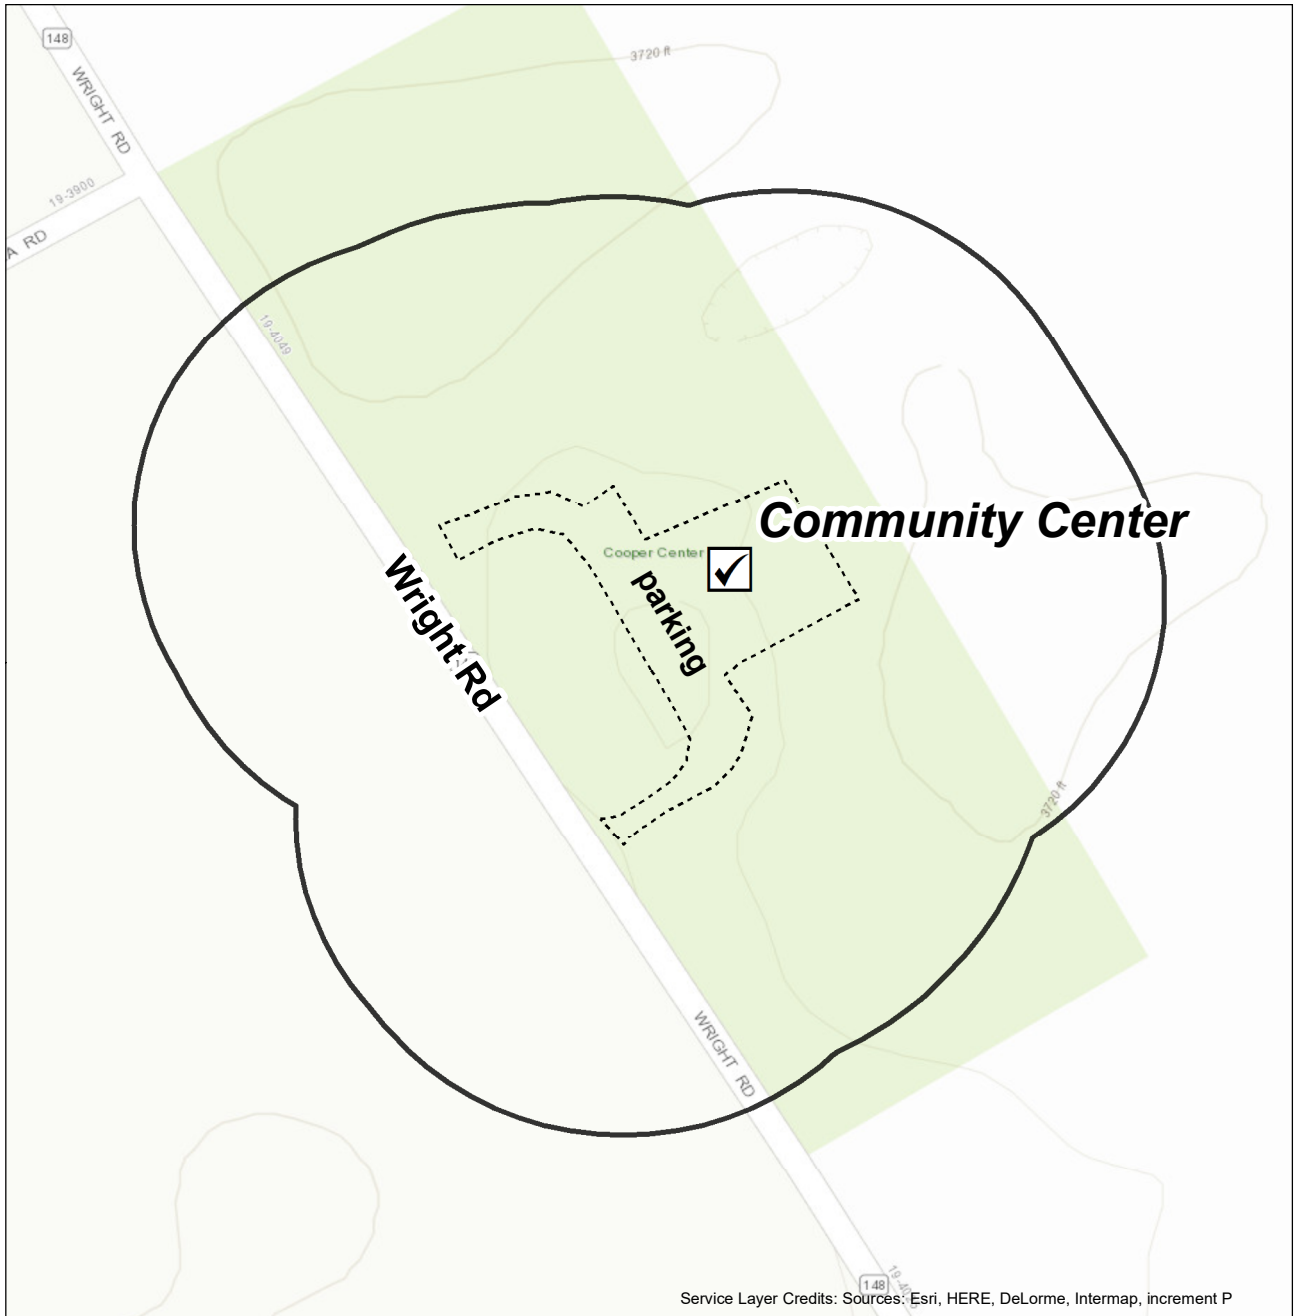 148
3720 ft
WRIGHT RD
19-3900
A RD
19-4049
Community Center
Cooper Center
parking
Wright Rd
3720 ft
WRIGHT RD
148
Service Layer Credits: Sources: Esri, HERE, DeLorme, Intermap, increment P